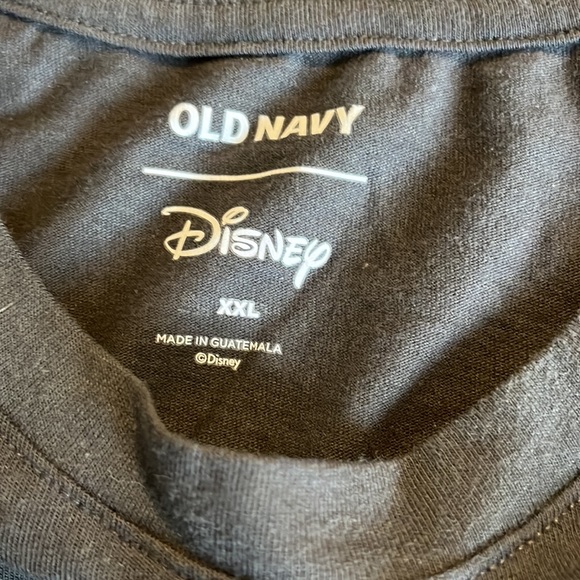 OLD NAVY
Disney
XXL
MADE IN GUATEMALA
©Disney